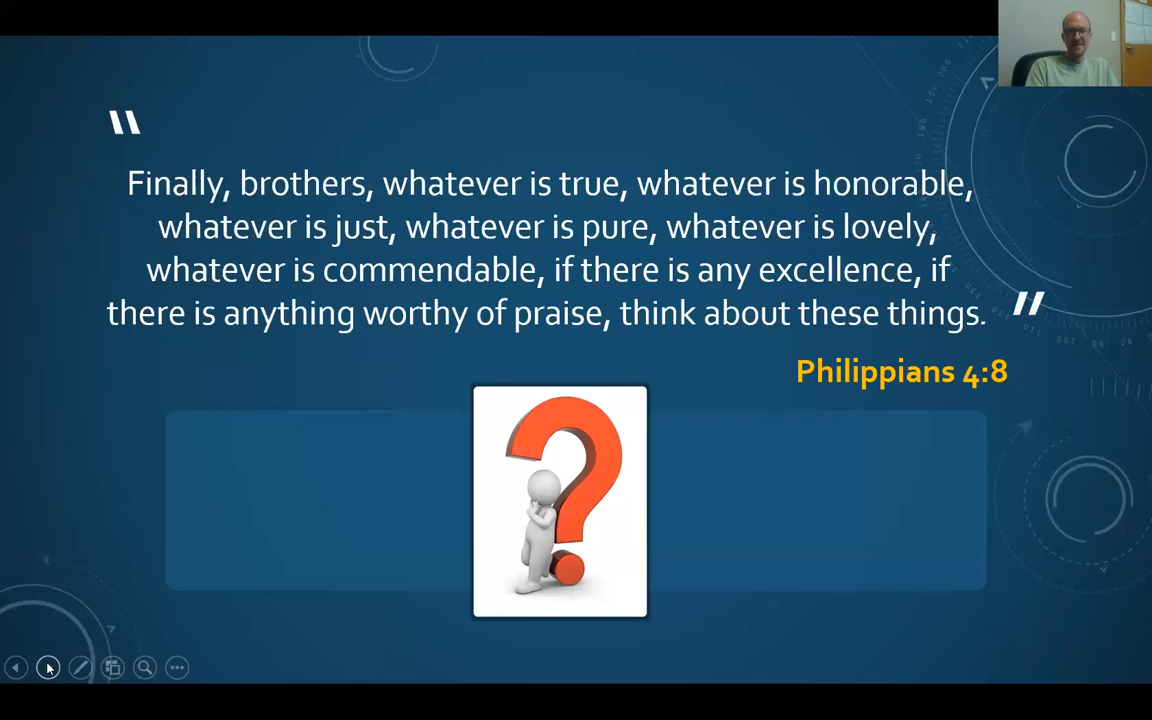 “
Finally, brothers, whatever is true, whatever is honorable,
whatever is just, whatever is pure, whatever is lovely,
whatever is commendable, if there is any excellence, if
there is anything worthy of praise, think about these things.
”
Philippians 4:8
?